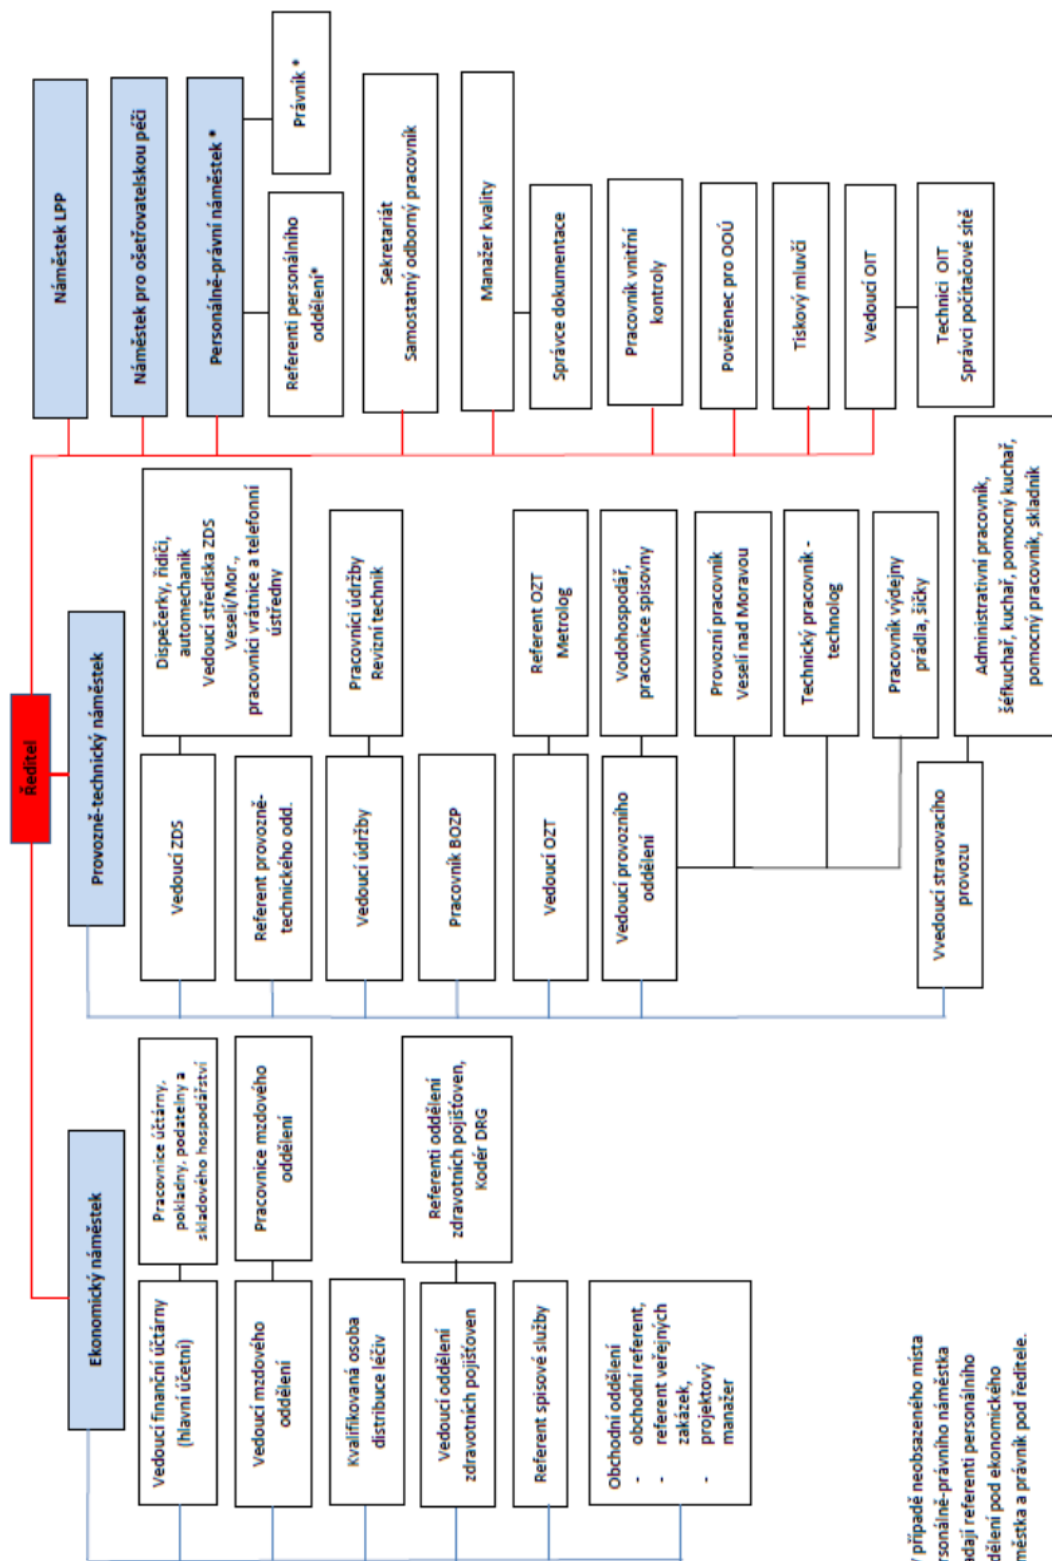 Ředitel
Ekonomický náměstek
Vedoucí finanční účtárny
(hlavní účetní)
Pracovnice účtárny,
pokladny, podatelny a
skladového hospodářství
Vedoucí mzdového
oddělení
Pracovnice mzdového
oddělení
Kvalifikovaná osoba
distribuce léčiv
Vedoucí oddělení
zdravotních pojišťoven
Referenti oddělení
zdravotních pojišťoven,
Kodér DRG
Referent spisové služby
Obchodní oddělení
- obchodní referent,
- referent veřejných
zakázek,
- projektový
manažer
Provozně-technický náměstek
Vedoucí ZDS
Dispečerky, řidiči,
automechanik
Vedoucí střediska ZDS
Veselí/Mor.,
pracovníci vrátnice a telefonní
ústředny
Referent provozně-
technického odd.
Vedoucí údržby
Pracovníci údržby
Revizní technik
Pracovník BOZP
Vedoucí OZT
Referent OZT
Metrolog
Vedoucí provozního
oddělení
Vodohospodář,
pracovnice spisovny
Provozní pracovník
Veselí nad Moravou
Technický pracovník -
technolog
Pracovník výdejny
prádla, šičky
Vvedoucí stravovacího
provozu
Administrativní pracovník,
šéfkuchař, kuchař, pomocný kuchař,
pomocný pracovník, skladník
Náměstek LPP
Náměstek pro ošetřovatelskou péči
Personálně-právní náměstek *
Referenti personálního
oddělení*
Právník *
Sekretariát
Samostatný odborný pracovník
Manažer kvality
Správce dokumentace
Pracovník vnitřní
kontroly
Pověřenec pro OOÚ
Tiskový mluvčí
Vedoucí OIT
Technici OIT
Správci počítačové sítě
případě neobsazeného místa
rsonálně-právního náměstka
dají referenti personálního
dělení pod ekonomického
městka a právník pod ředitele.